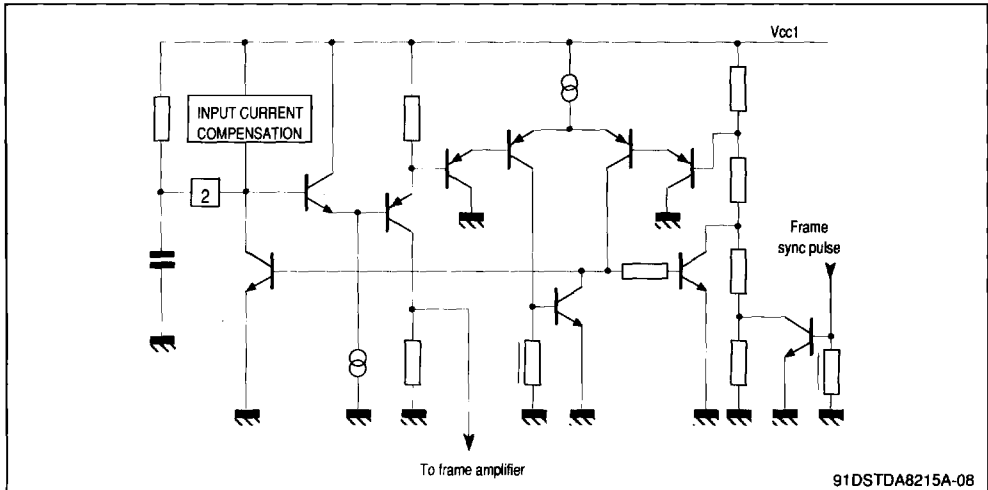 Vcc1
INPUT CURRENT
COMPENSATION
2
Frame
sync pulse
To frame amplifier
91DSTDA8215A-08